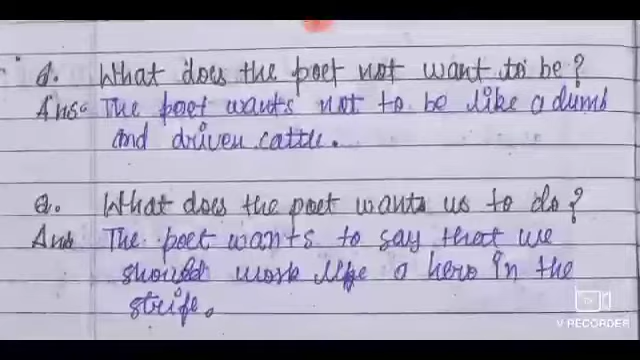 Q. What does the poet not want to be?
Ans. The poet wants not to be like a dumb
and driven cattle.
Q. What does the poet wants us to do?
Ans The poet wants to say that we
should work like a hero in the
strife.
V RECORDER